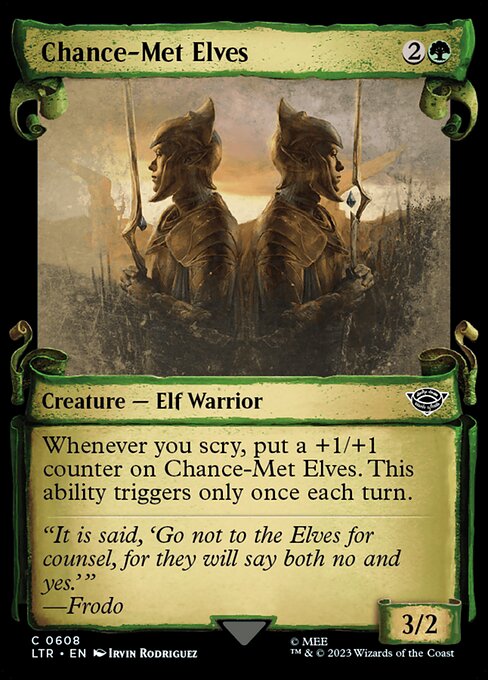 Chance-Met Elves 2
Creature — Elf Warrior
Whenever you scry, put a +1/+1
counter on Chance-Met Elves. This
ability triggers only once each turn.
“It is said, ‘Go not to the Elves for
counsel, for they will say both no and
yes.’”
—Frodo
3/2
C 0608
LTR • EN Irvin Rodriguez
© MEE
™ & © 2023 Wizards of the Coast